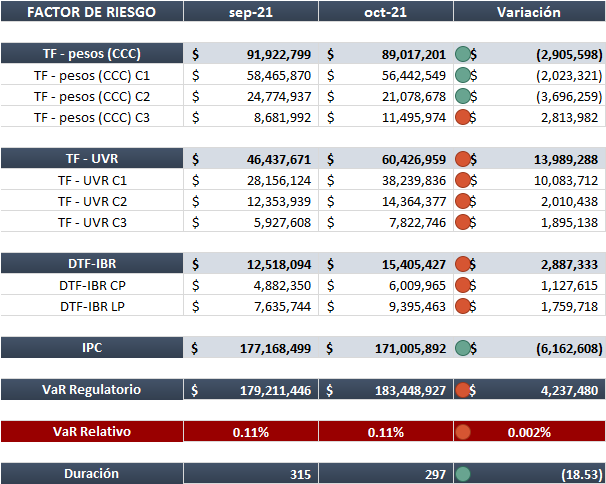 FACTOR DE RIESGO sep-21 oct-21 Variación
TF - pesos (CCC) $ 91,922,799 $ 89,017,201 $ (2,905,598)
TF - pesos (CCC) C1 $ 58,465,870 $ 56,442,549 $ (2,023,321)
TF - pesos (CCC) C2 $ 24,774,937 $ 21,078,678 $ (3,696,259)
TF - pesos (CCC) C3 $ 8,681,992 $ 11,495,974 $ 2,813,982
TF - UVR $ 46,437,671 $ 60,426,959 $ 13,989,288
TF - UVR C1 $ 28,156,124 $ 38,239,836 $ 10,083,712
TF - UVR C2 $ 12,353,939 $ 14,364,377 $ 2,010,438
TF - UVR C3 $ 5,927,608 $ 7,822,746 $ 1,895,138
DTF-IBR $ 12,518,094 $ 15,405,427 $ 2,887,333
DTF-IBR CP $ 4,882,350 $ 6,009,965 $ 1,127,615
DTF-IBR LP $ 7,635,744 $ 9,395,463 $ 1,759,718
IPC $ 177,168,499 $ 171,005,892 $ (6,162,608)
VaR Regulatorio $ 179,211,446 $ 183,448,927 $ 4,237,480
VaR Relativo 0.11% 0.11% 0.002%
Duración 315 297 (18.53)